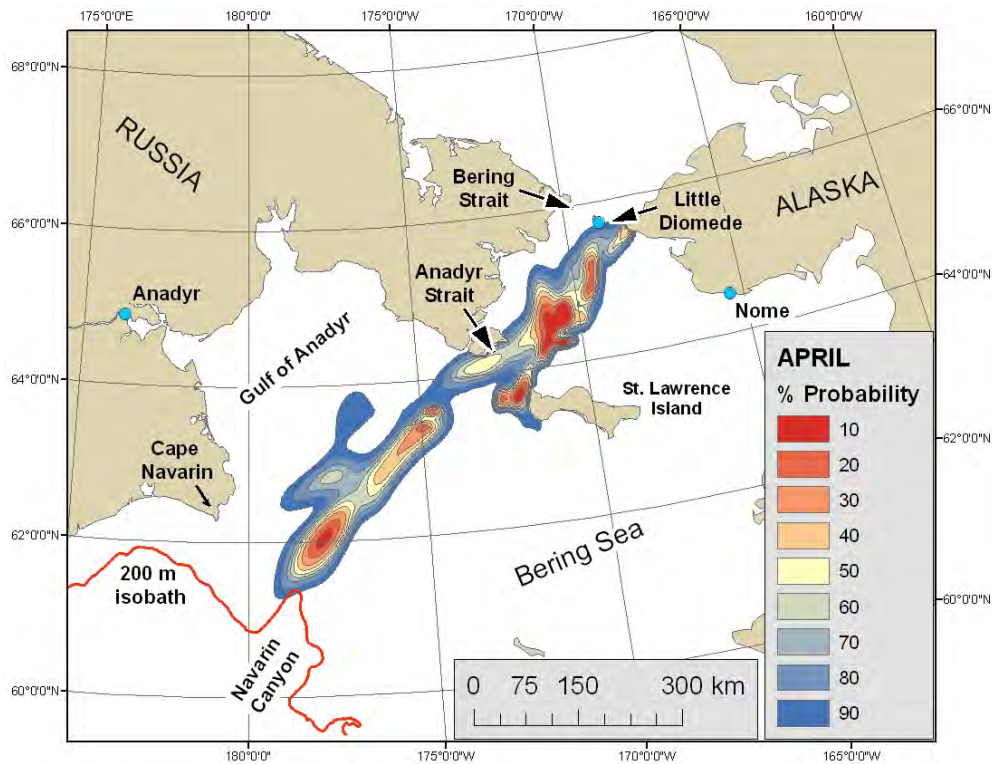 175°0'0"E
180°0'0"
175°0'0"W
170°0'0"W
165°0'0"W
160°0'0"W
68°0'0"N
66°0'0"N
64°0'0"N
62°0'0"N
60°0'0"N
66°0'0"N
64°0'0"N
62°0'0"N
60°0'0"N
RUSSIA
ALASKA
Bering
Strait
Little
Diomede
Anadyr
Strait
Anadyr
Gulf of Anadyr
Nome
St. Lawrence
Island
Cape
Navarin
Bering Sea
200 m
isobath
Navarin
Canyon
APRIL
% Probability
10
20
30
40
50
60
70
80
90
0 75 150 300 km
180°0'0"
175°0'0"W
170°0'0"W
165°0'0"W